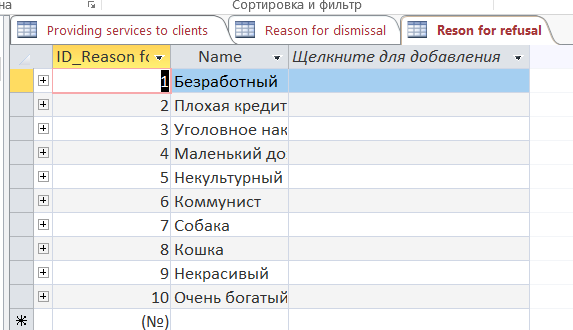 на
Сортировка и фильтр
Providing services to clients
Reason for dismissal
Reson for refusal
ID_Reason fo
Name
Щелкните для добавления
1 Безработный
2 Плохая кредит
3 Уголовное нак
4 Маленький до
5 Некультурный
6 Коммунист
7 Собака
8 Кошка
9 Некрасивый
10 Очень богатый
(№)